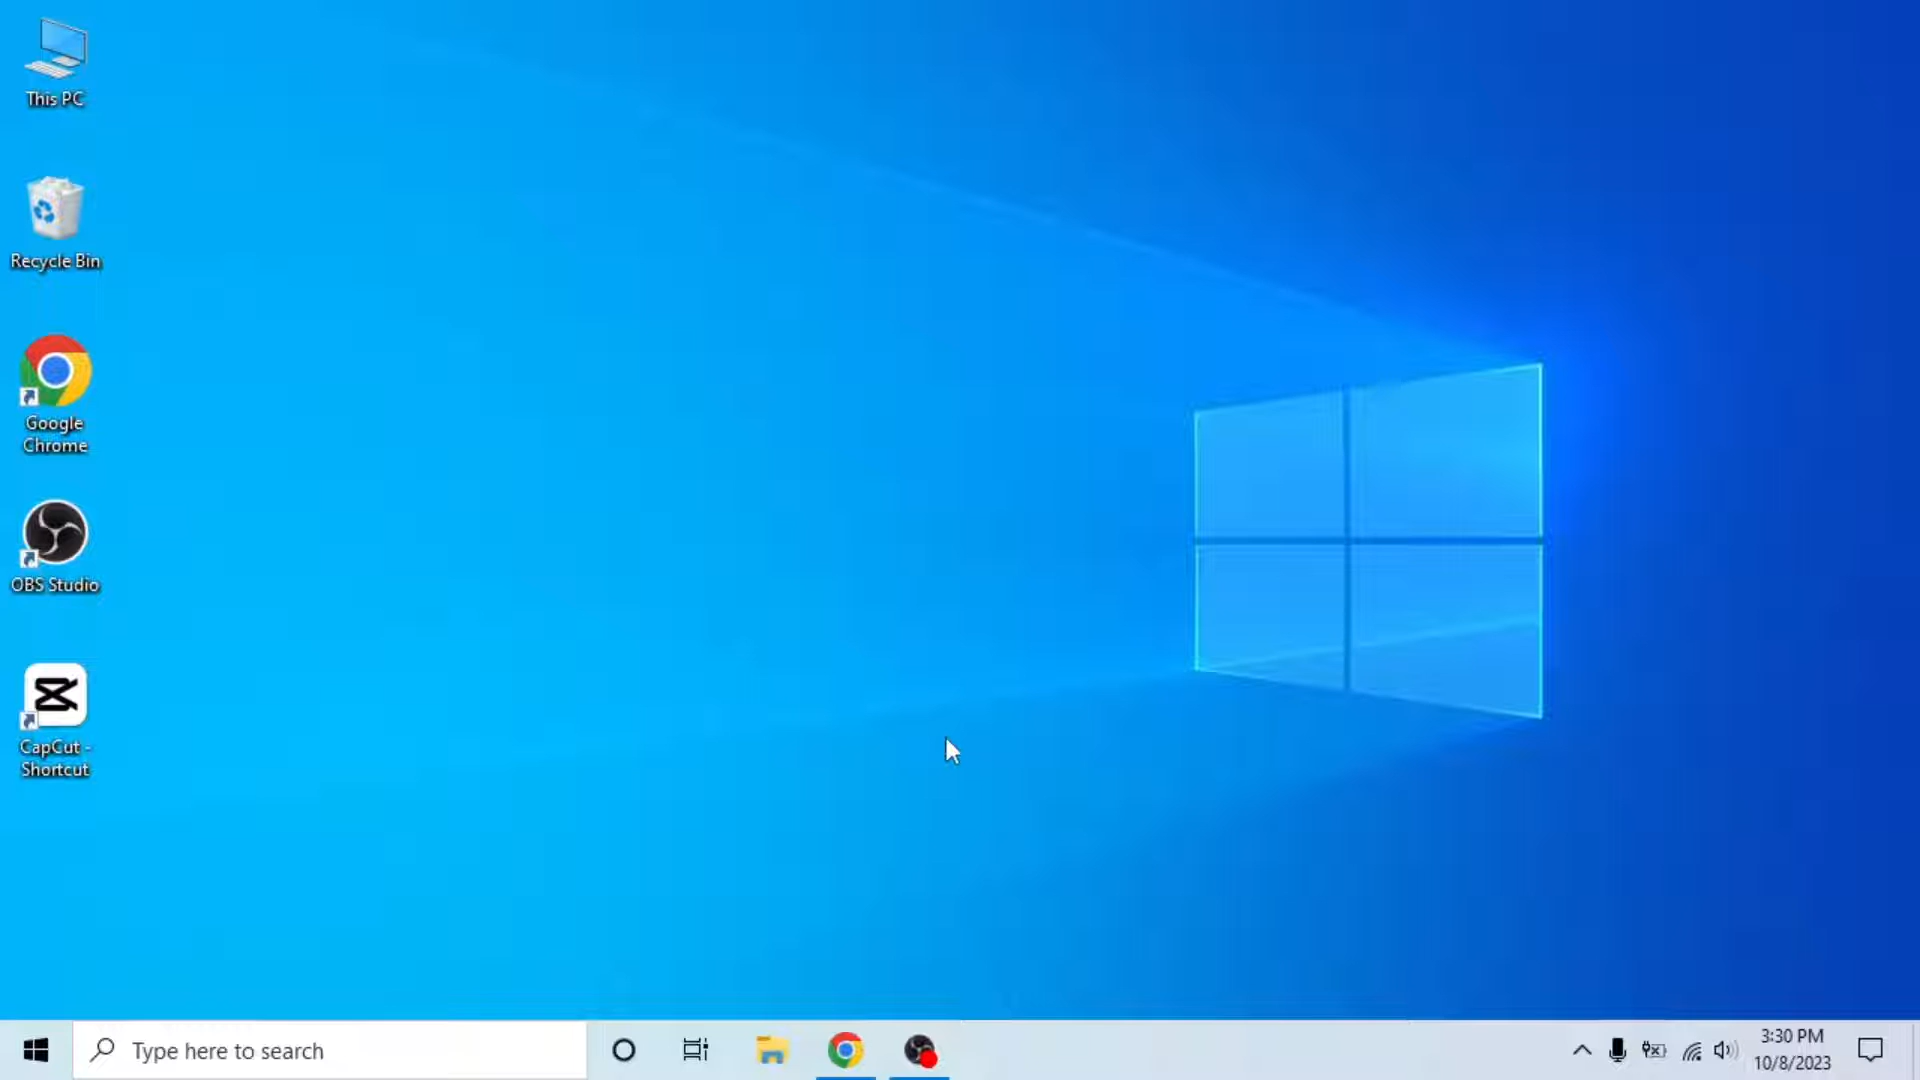 This PC
Recycle Bin
Google
Chrome
OBS Studio
CapCut -
Shortcut
Type here to search
3:30 PM
10/8/2023